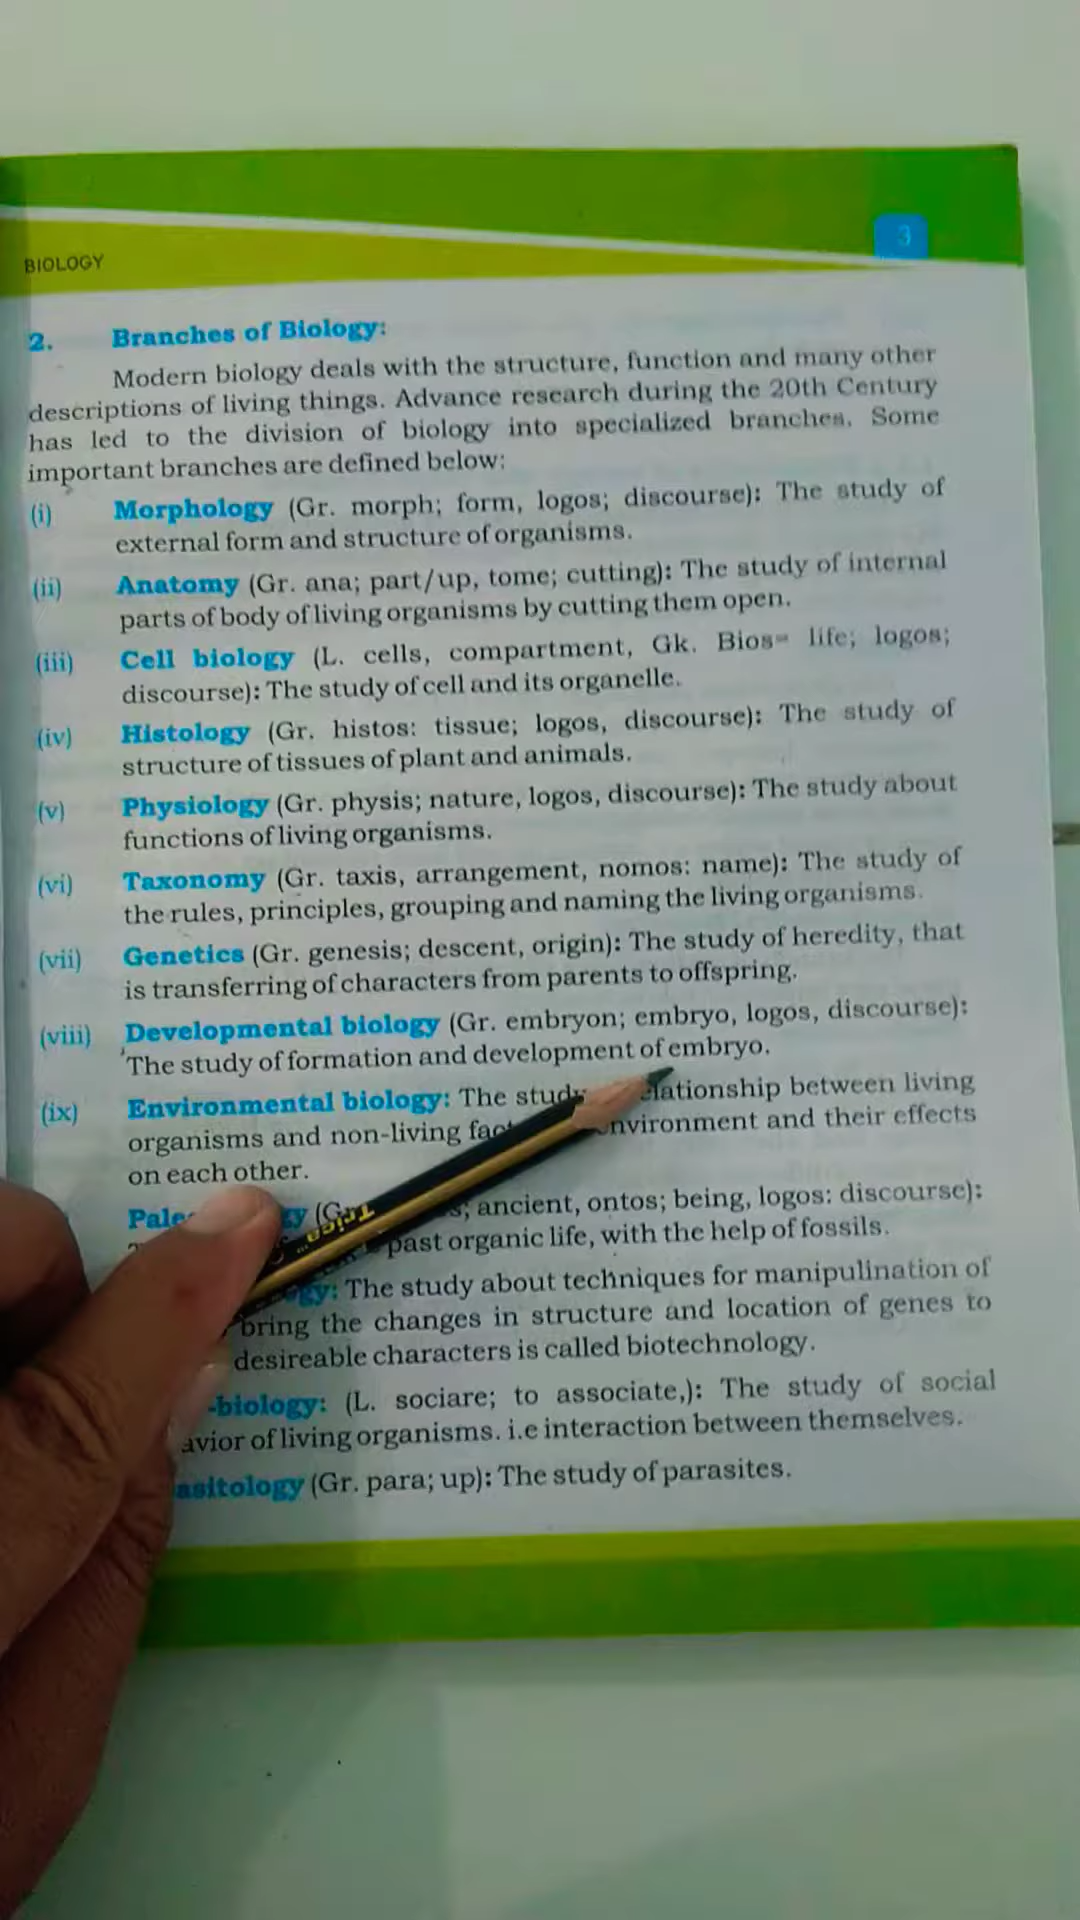 3
BIOLOGY
2. Branches of Biology:
Modern biology deals with the structure, function and many other
descriptions of living things. Advance research during the 20th Century
has led to the division of biology into specialized branches. Some
important branches are defined below:
(i) Morphology (Gr. morph; form, logos; discourse): The study of
external form and structure of organisms.
(ii) Anatomy (Gr. ana; part/up, tome; cutting): The study of internal
parts of body of living organisms by cutting them open.
(iii) Cell biology (L. cells, compartment, Gk. Bios= life; logos;
discourse): The study of cell and its organelle.
(iv) Histology (Gr. histos: tissue; logos, discourse): The study of
structure of tissues of plant and animals.
(v) Physiology (Gr. physis; nature, logos, discourse): The study about
functions of living organisms.
(vi) Taxonomy (Gr. taxis, arrangement, nomos: name): The study of
the rules, principles, grouping and naming the living organisms.
(vii) Genetics (Gr. genesis; descent, origin): The study of heredity, that
is transferring of characters from parents to offspring.
(viii) Developmental biology (Gr. embryon; embryo, logos, discourse):
The study of formation and development of embryo.
(ix) Environmental biology: The study relationship between living
organisms and non-living environment and their effects
on each other.
ancient, ontos; being, logos: discourse):
past organic life, with the help of fossils.
The study about techniques for manipulination of
bring the changes in structure and location of genes to
desireable characters is called biotechnology.
-biology: (L. sociare; to associate,): The study of social
avior of living organisms. i.e interaction between themselves.
asitology (Gr. para; up): The study of parasites.
Trica